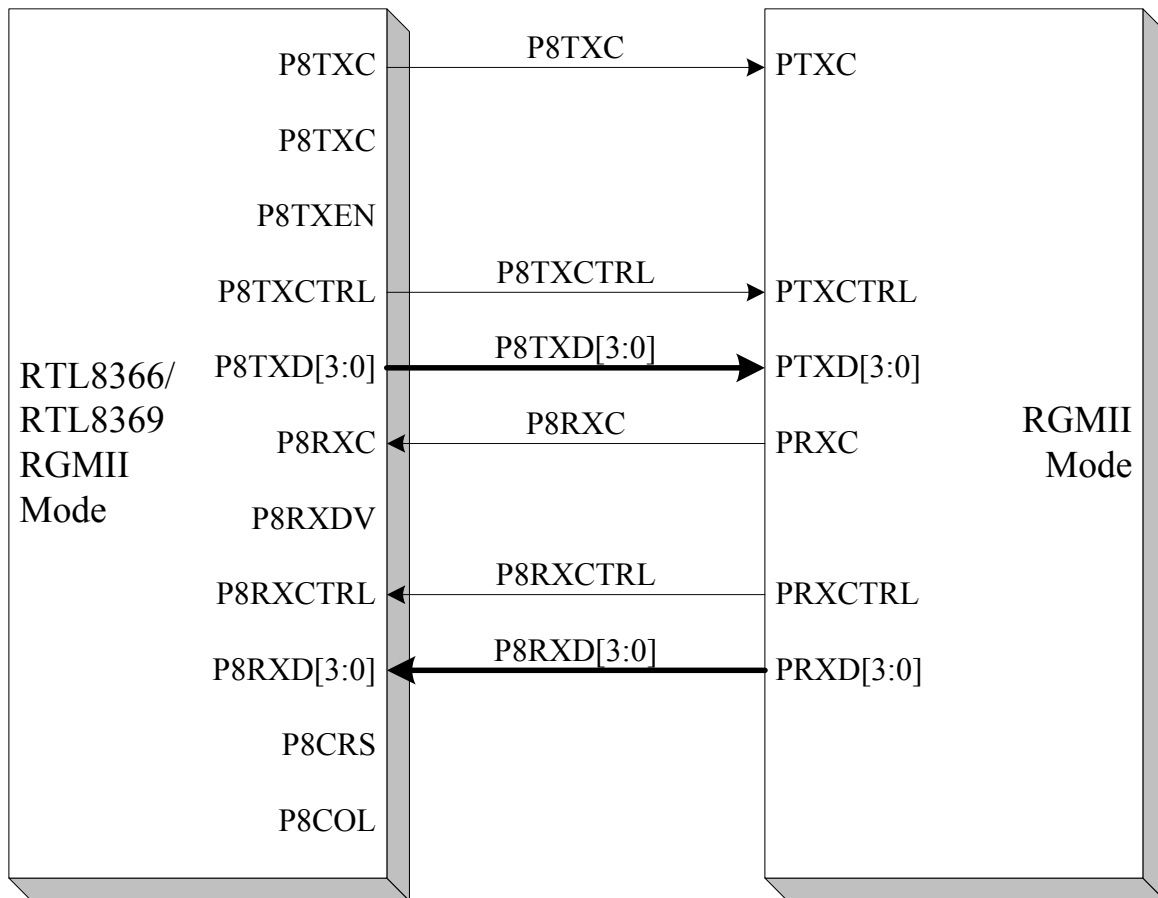 P8TXC P8TXC PTXC
P8TXC
P8TXEN
P8TXCTRL P8TXCTRL PTXCTRL
P8TXD[3:0] P8TXD[3:0] PTXD[3:0]
RTL8366/
RTL8369
RGMII
Mode
P8RXC P8RXC PRXC
RGMII
Mode
P8RXDV
P8RXCTRL P8RXCTRL PRXCTRL
P8RXD[3:0] P8RXD[3:0] PRXD[3:0]
P8CRS
P8COL